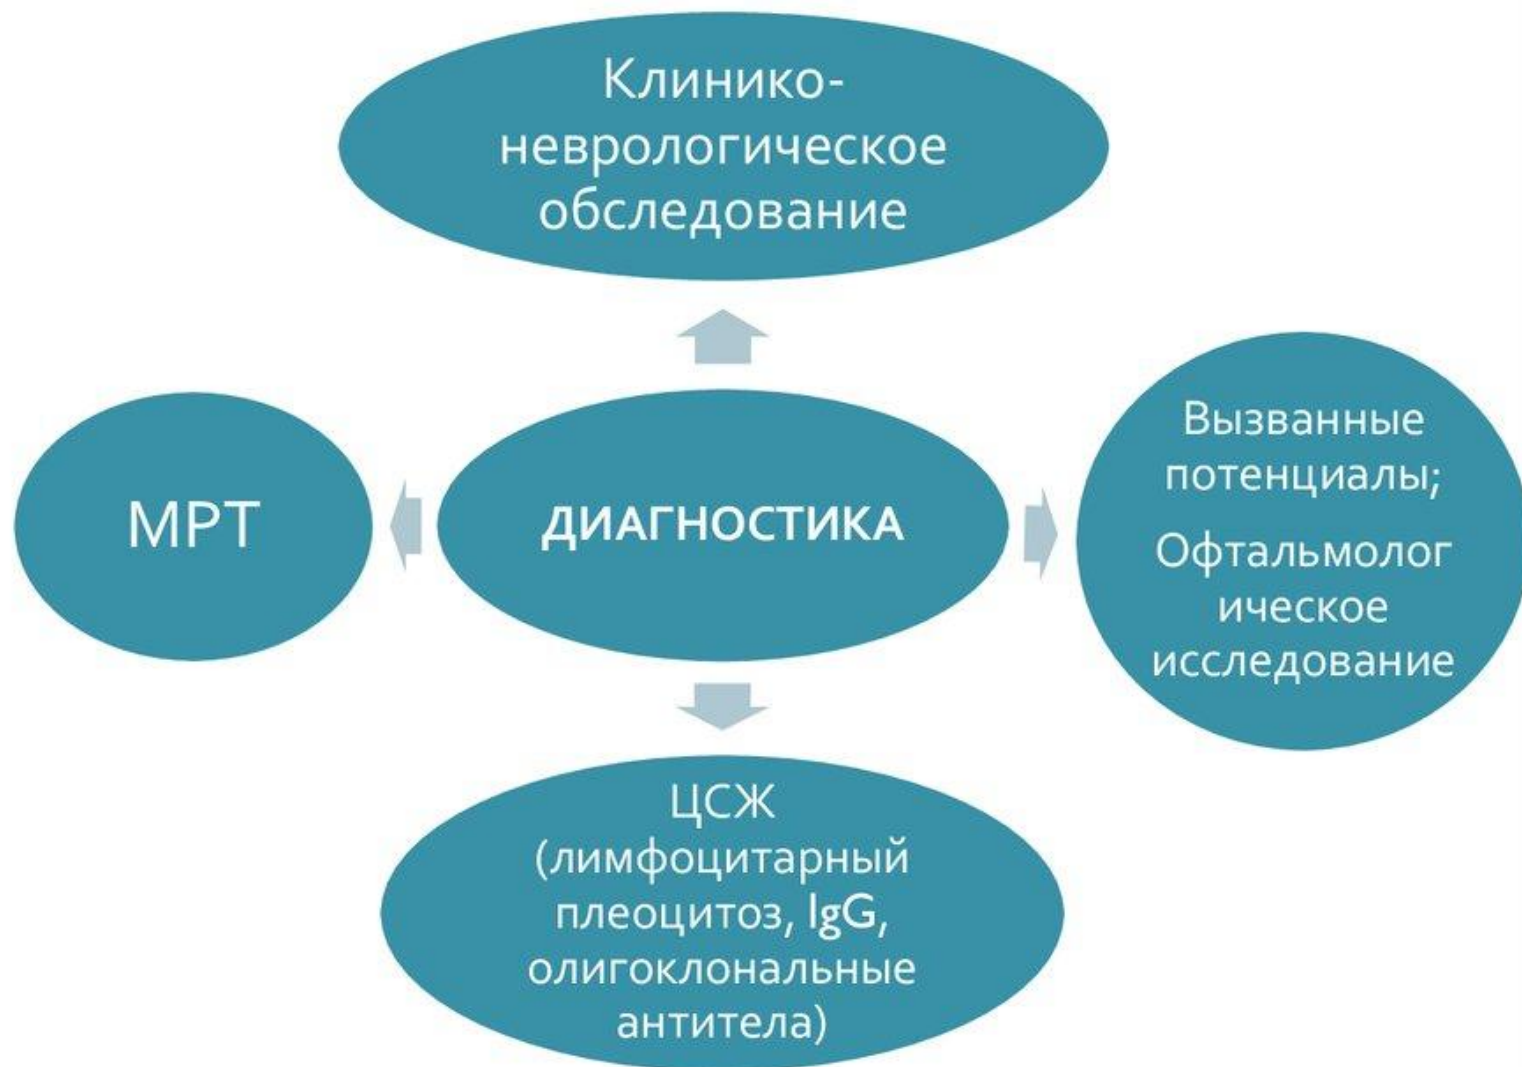 Клинико-
неврологическое
обследование
МРТ
ДИАГНОСТИКА
Вызванные
потенциалы;
Офтальмолог
ическое
исследование
ЦСЖ
(лимфоцитарный
плеоцитоз, IgG,
олигоклональные
антитела)